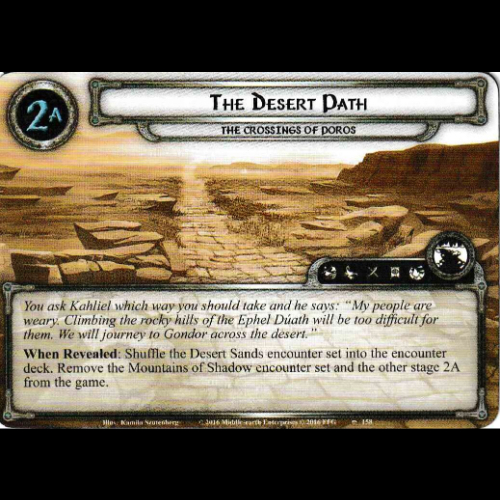 2A
THE DESERT PATH
THE CROSSINGS OF POROS
You ask Kahliel which way you should take and he says: “My people are
weary. Climbing the rocky hills of the Ephel Dúath will be too difficult for
them. We will journey to Gondor across the desert.”
When Revealed: Shuffle the Desert Sands encounter set into the encounter
deck. Remove the Mountains of Shadow encounter set and the other stage 2A
from the game.
Illus. Kamila Szutenberg © 2016 Middle-earth Enterprises © 2016 FFG 158